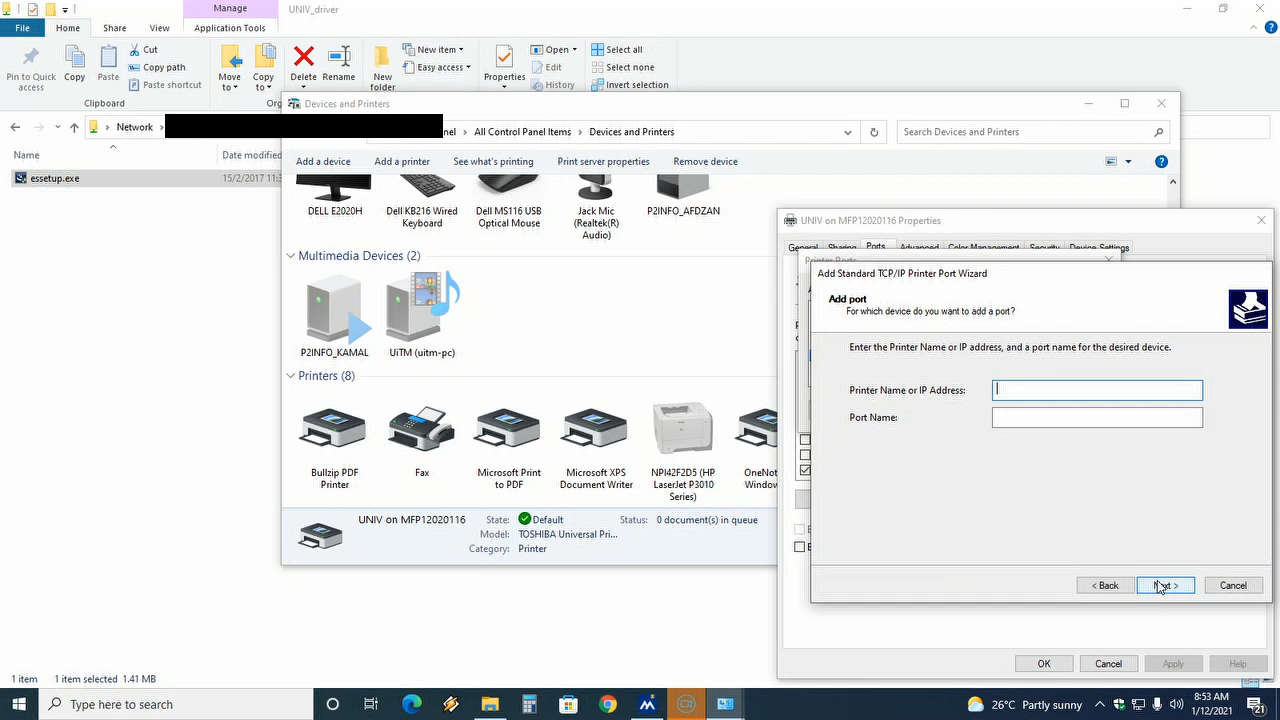 Manage
UNIV_driver
File
Home
Share
View
Application Tools
Pin to Quick
access
Copy
Paste
Cut
Copy path
Paste shortcut
Clipboard
Move
to
Copy
to
Delete
Rename
New
folder
New item
Easy access
Properties
Open
Edit
History
Select all
Select none
Invert selection
Network
Name
Date modified
essetup.exe
15/2/2017 11:
Devices and Printers
All Control Panel Items
Devices and Printers
Search Devices and Printers
Add a device
Add a printer
See what's printing
Print server properties
Remove device
DELL E2020H
Dell KB216 Wired
Keyboard
Dell MS116 USB
Optical Mouse
Jack Mic
(Realtek(R)
Audio)
P2INFO_AFDZAN
Multimedia Devices (2)
P2INFO_KAMAL
UiTM (uitm-pc)
Printers (8)
Bullzip PDF
Printer
Fax
Microsoft Print
to PDF
Microsoft XPS
Document Writer
NPI42F2D5 (HP
LaserJet P3010
Series)
OneNot
Window
UNIV on MFP12020116
State:
Default
Status:
0 document(s) in queue
Model:
TOSHIBA Universal Pri...
Category:
Printer
UNIV on MFP12020116 Properties
General
Sharing
Ports
Advanced
Color Management
Security
Device Settings
Printer Ports
Add Standard TCP/IP Printer Port Wizard
Add port
For which device do you want to add a port?
Enter the Printer Name or IP address, and a port name for the desired device.
Printer Name or IP Address:
Port Name:
< Back
Next >
Cancel
OK
Cancel
Apply
Help
1 item
1 item selected 1.41 MB
Type here to search
26°C Partly sunny
8:53 AM
1/12/2021